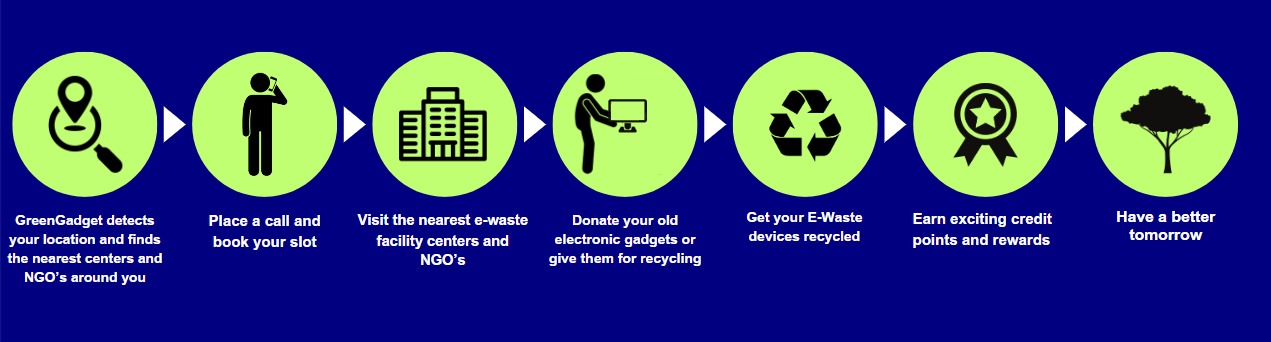 GreenGadget detects
your location and finds
the nearest centers and
NGO’s around you
Place a call and
book your slot
Visit the nearest e-waste
facility centers and
NGO’s
Donate your old
electronic gadgets or
give them for recycling
Get your E-Waste
devices recycled
Earn exciting credit
points and rewards
Have a better
tomorrow